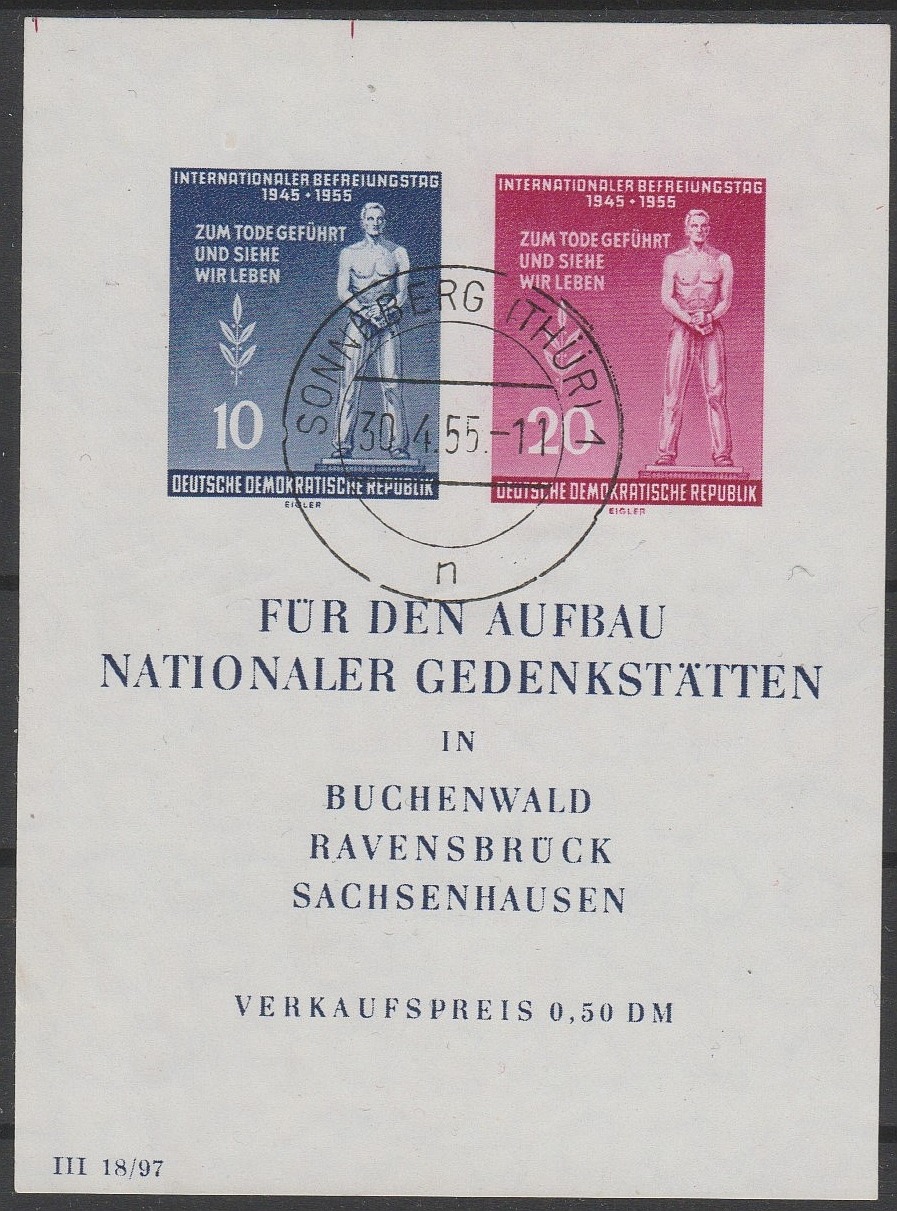 INTERNATIONALER BEFREIUNGSTAG
1945 • 1955
ZUM TODE GEFÜHRT
UND SIEHE
WIR LEBEN
10
DEUTSCHE DEMOKRATISCHE REPUBLIK
EIGLER
INTERNATIONALER BEFREIUNGSTAG
1945 • 1955
ZUM TODE GEFÜHRT
UND SIEHE
WIR LEBEN
20
DEUTSCHE DEMOKRATISCHE REPUBLIK
EIGLER
SONNEBERG (THÜR) 1
30.4.55.-11
n
FÜR DEN AUFBAU
NATIONALER GEDENKSTÄTTEN
IN
BUCHENWALD
RAVENSBRÜCK
SACHSENHAUSEN
VERKAUFSPREIS 0,50 DM
III 18/97